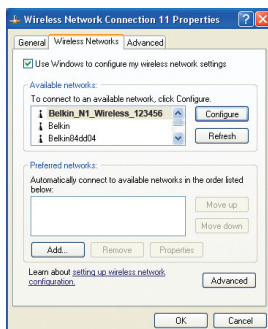 Wireless Network Connection 11 Properties
General Wireless Networks Advanced
Use Windows to configure my wireless network settings
Available networks:
To connect to an available network, click Configure.
Belkin_N1_Wireless_123456
Configure
Belkin
Belkin84dd04
Refresh
Preferred networks:
Automatically connect to available networks in the order listed
below:
Move up
Move down
Add... Remove Properties
Learn about setting up wireless network
configuration.
Advanced
OK Cancel